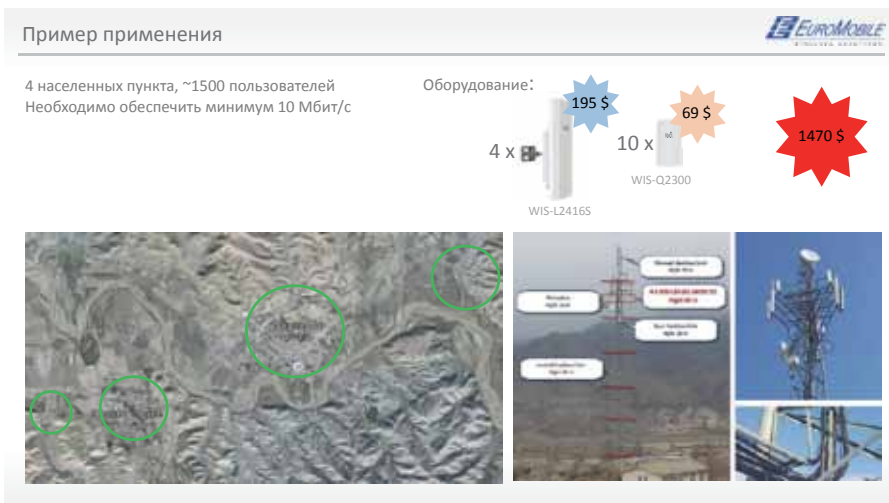 Пример применения
EUROMOBILE
4 населенных пункта, ~1500 пользователей
Необходимо обеспечить минимум 10 Мбит/с
Оборудование:
195 $
69 $
1470 $
4 x
10 x
WIS-Q2300
WIS-L2416S